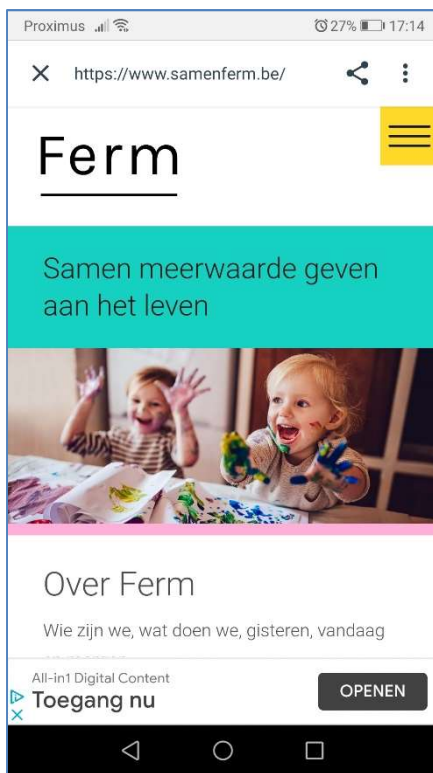 Proximus 27% 17:14
https://www.samenferm.be/
Ferm
Samen meerwaarde geven
aan het leven
Over Ferm
Wie zijn we, wat doen we, gisteren, vandaag
All-in1 Digital Content
Toegang nu
OPENEN